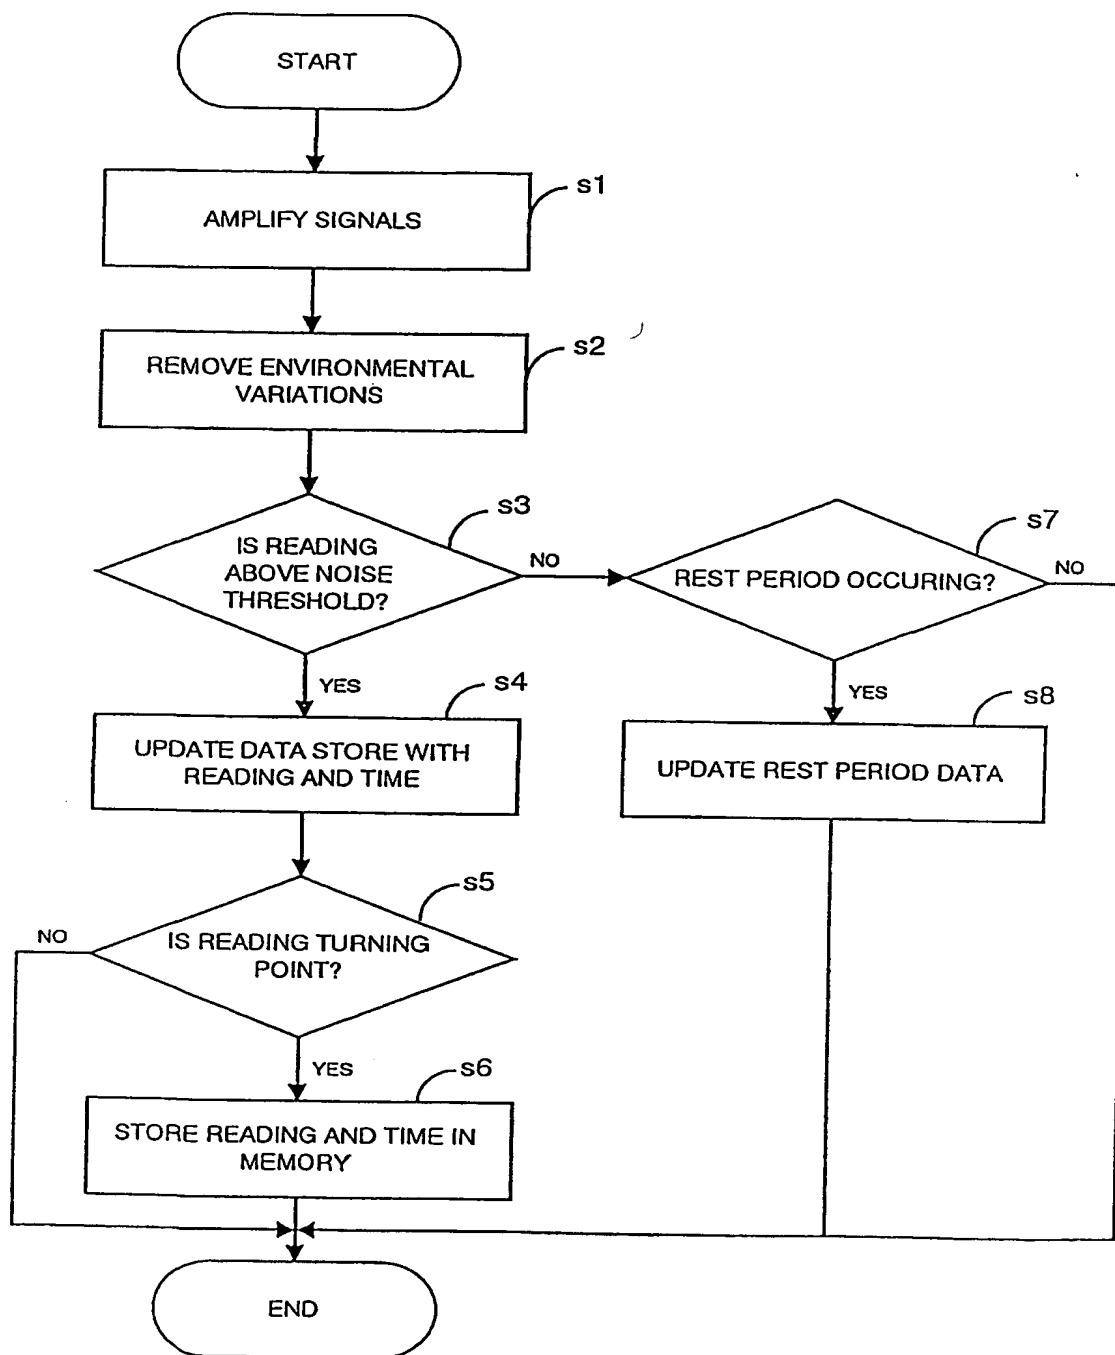 START
s1
AMPLIFY SIGNALS
s2
REMOVE ENVIRONMENTAL
VARIATIONS
s3
IS READING
ABOVE NOISE
THRESHOLD?
NO
s7
REST PERIOD OCCURING?
NO
YES
s4
UPDATE DATA STORE WITH
READING AND TIME
YES
s8
UPDATE REST PERIOD DATA
s5
NO
IS READING TURNING
POINT?
YES
s6
STORE READING AND TIME IN
MEMORY
END